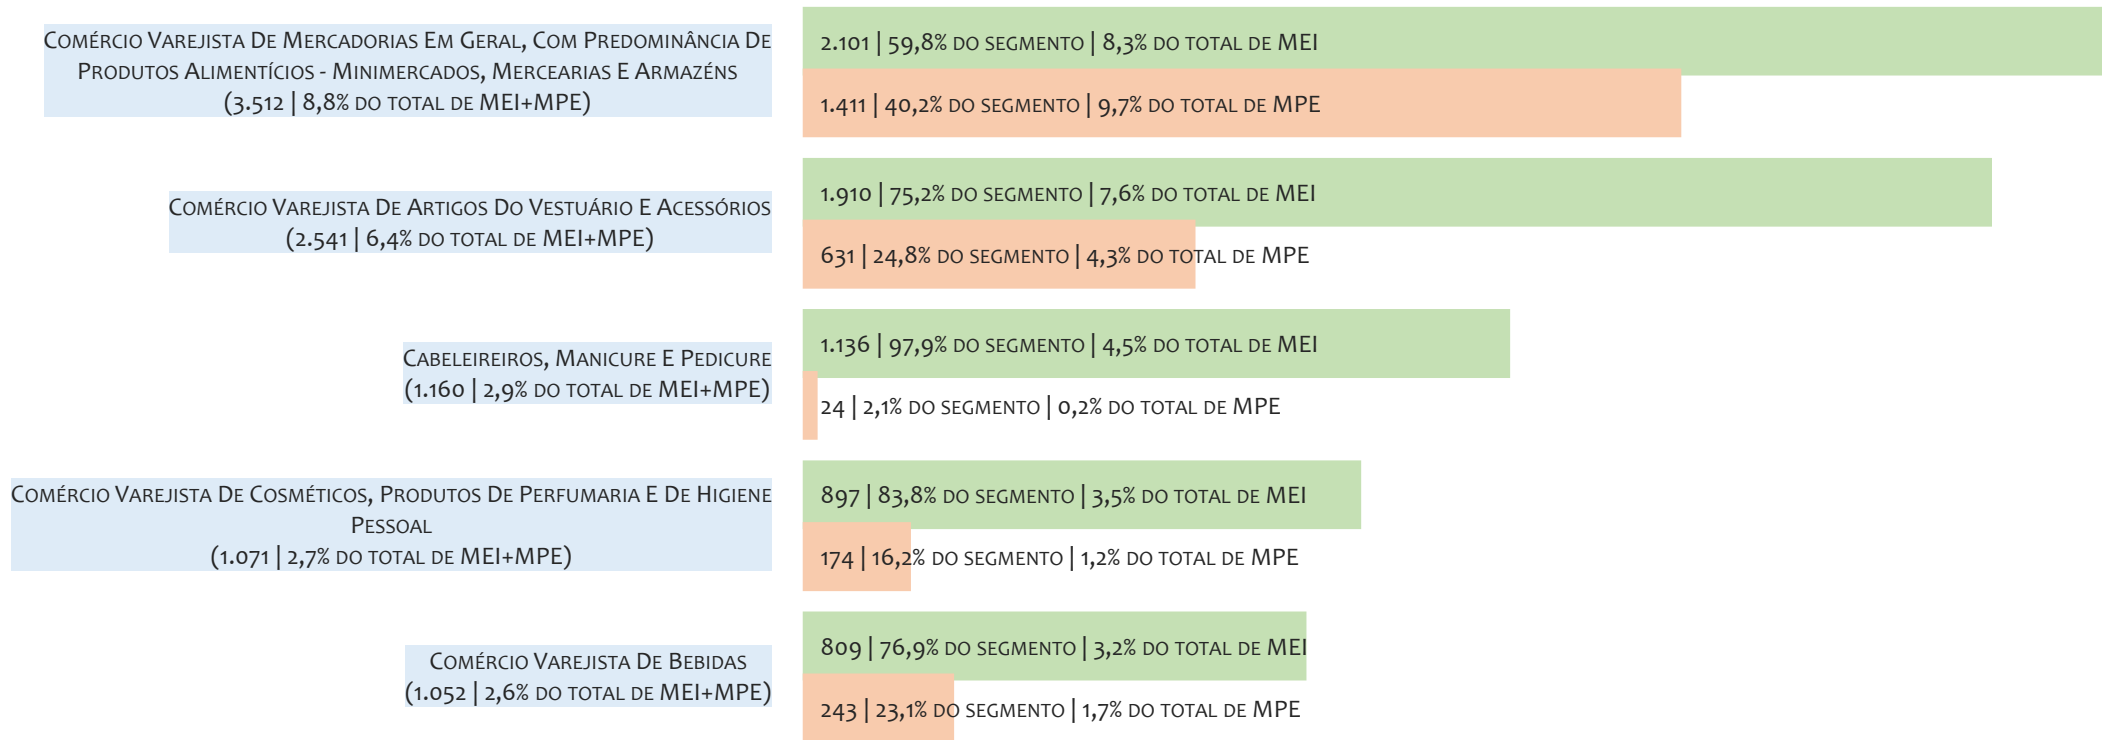 Comércio Varejista De Mercadorias Em Geral, Com Predominância De
Produtos Alimentícios - Minimercados, Mercearias E Armazéns
(3.512 | 8,8% do total de MEI+MPE)
2.101 | 59,8% do segmento | 8,3% do total de MEI
1.411 | 40,2% do segmento | 9,7% do total de MPE
Comércio Varejista De Artigos Do Vestuário E Acessórios
(2.541 | 6,4% do total de MEI+MPE)
1.910 | 75,2% do segmento | 7,6% do total de MEI
631 | 24,8% do segmento | 4,3% do total de MPE
Cabeleireiros, Manicure E Pedicure
(1.160 | 2,9% do total de MEI+MPE)
1.136 | 97,9% do segmento | 4,5% do total de MEI
24 | 2,1% do segmento | 0,2% do total de MPE
Comércio Varejista De Cosméticos, Produtos De Perfumaria E De Higiene
Pessoal
(1.071 | 2,7% do total de MEI+MPE)
897 | 83,8% do segmento | 3,5% do total de MEI
174 | 16,2% do segmento | 1,2% do total de MPE
Comércio Varejista De Bebidas
(1.052 | 2,6% do total de MEI+MPE)
809 | 76,9% do segmento | 3,2% do total de MEI
243 | 23,1% do segmento | 1,7% do total de MPE